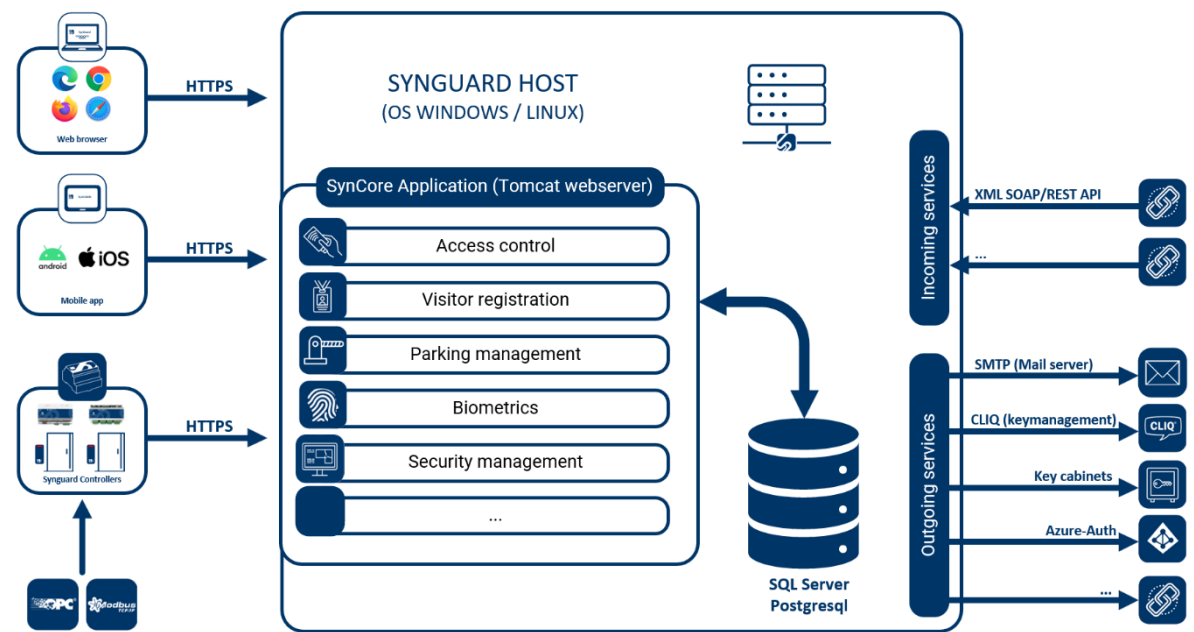 HTTPS
Web browser
SYNGUARD HOST
(OS WINDOWS / LINUX)
SynCore Application (Tomcat webserver)
HTTPS
android
iOS
Mobile app
Access control
Visitor registration
Parking management
Biometrics
Security management
...
HTTPS
Synguard Controllers
OPC
Modbus
TCP/IP
SQL Server
Postgresql
Incoming services
XML SOAP/REST API
...
Outgoing services
SMTP (Mail server)
CLIQ (keymanagement)
CLIQ
Key cabinets
Azure-Auth
...